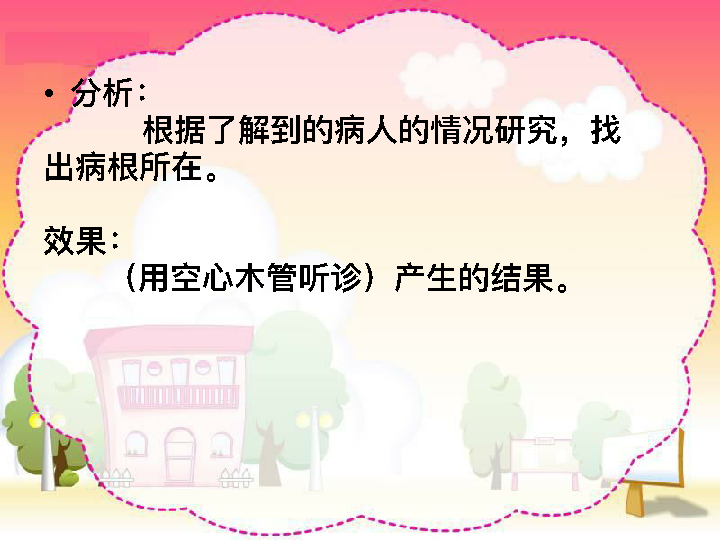 • 分析：
根据了解到的病人的情况研究，找
出病根所在。
效果：
（用空心木管听诊）产生的结果。